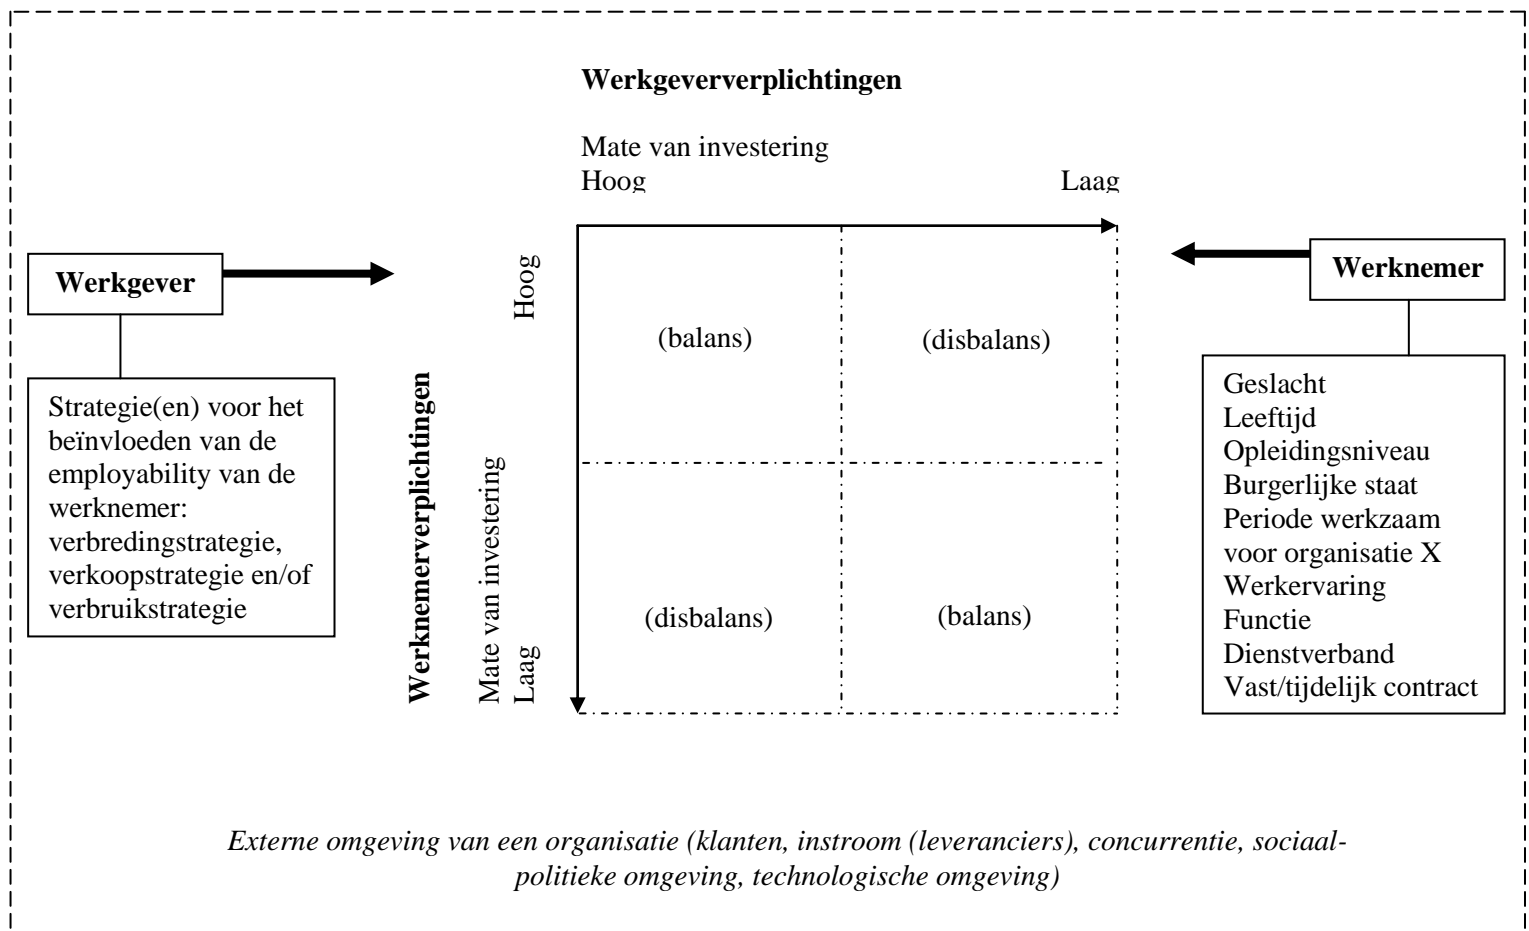 Werkgeververplichtingen
Mate van investering
Hoog Laag
Werkgever
Strategie(en) voor het
beïnvloeden van de
employability van de
werknemer:
verbredingstrategie,
verkoopstrategie en/of
verbruikstrategie
Werknemerverplichtingen
Mate van investering
Laag Hoog
(balans) (disbalans)
(disbalans) (balans)
Werknemer
Geslacht
Leeftijd
Opleidingsniveau
Burgerlijke staat
Periode werkzaam
voor organisatie X
Werkervaring
Functie
Dienstverband
Vast/tijdelijk contract
Externe omgeving van een organisatie (klanten, instroom (leveranciers), concurrentie, sociaal-
politieke omgeving, technologische omgeving)